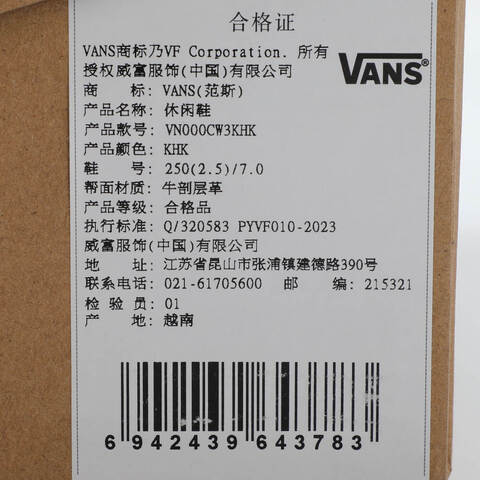 合格证
VANS商标乃VF Corporation. 所有
授权威富服饰(中国)有限公司
VANS®
商 标: VANS(范斯)
产品名称: 休闲鞋
产品款号: VN000CW3KHK
产品颜色: KHK
鞋 号: 250(2.5)/7.0
帮面材质: 牛剖层革
产品等级: 合格品
执行标准: Q/320583 PYVF010-2023
威富服饰(中国)有限公司
地 址: 江苏省昆山市张浦镇建德路390号
联系电话: 021-61705600 邮 编: 215321
检 验 员: 01
产 地: 越南
6942439643783